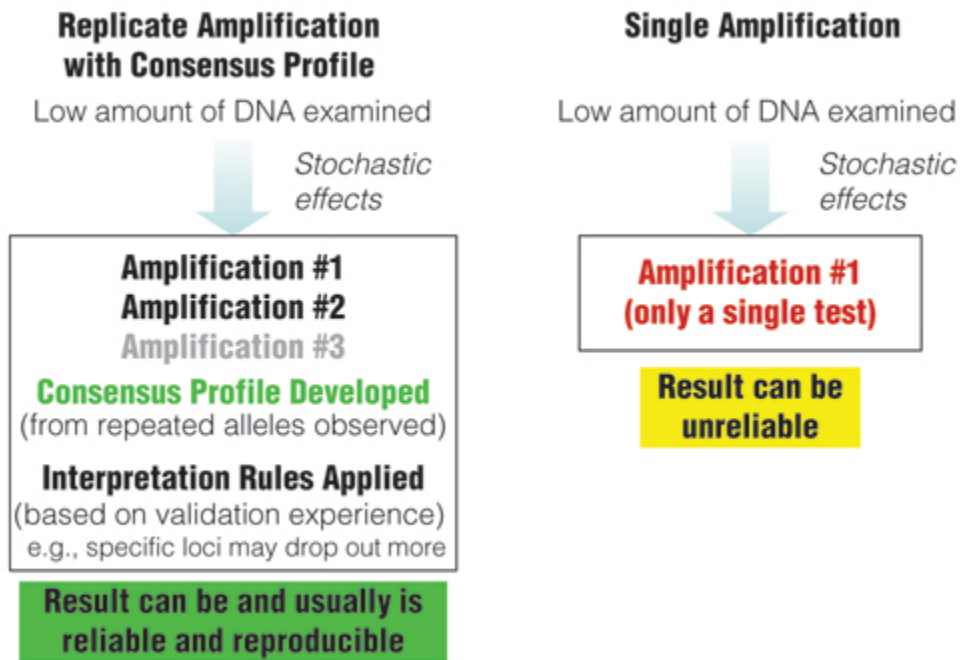 Replicate Amplification
with Consensus Profile
Low amount of DNA examined
Stochastic
effects
Amplification #1
Amplification #2
Amplification #3
Consensus Profile Developed
(from repeated alleles observed)
Interpretation Rules Applied
(based on validation experience)
e.g., specific loci may drop out more
Result can be and usually is
reliable and reproducible
Single Amplification
Low amount of DNA examined
Stochastic
effects
Amplification #1
(only a single test)
Result can be
unreliable